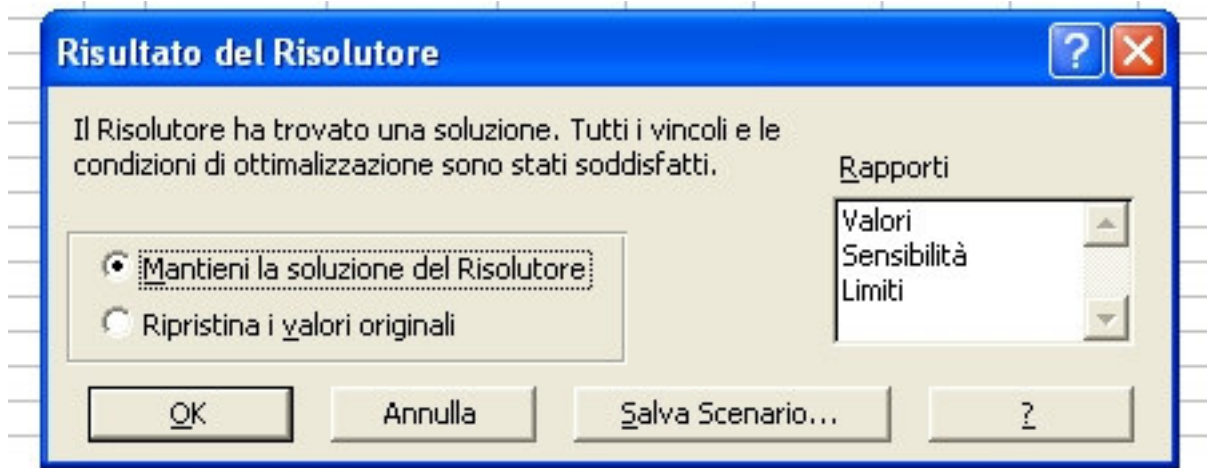 Risultato del Risolutore
?
Il Risolutore ha trovato una soluzione. Tutti i vincoli e le
condizioni di ottimalizzazione sono stati soddisfatti.
Rapporti
Valori
Sensibilità
Limiti
Mantieni la soluzione del Risolutore
Ripristina i valori originali
OK
Annulla
Salva Scenario...
?